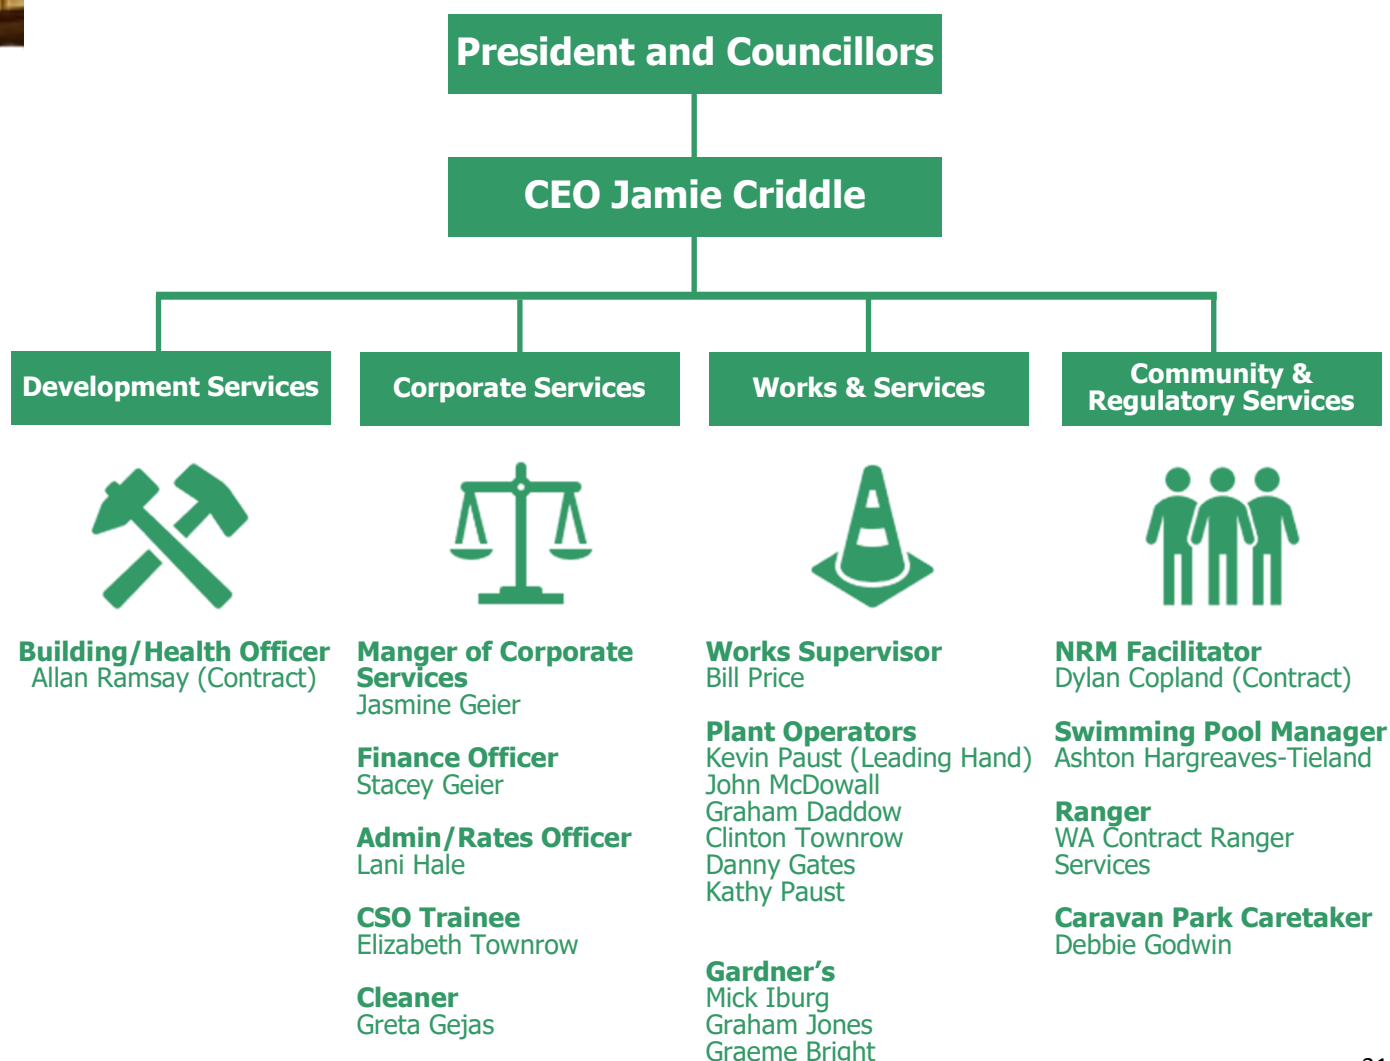 President and Councillors
CEO Jamie Criddle
Development Services
Corporate Services
Works & Services
Community &
Regulatory Services
Building/Health Officer
Allan Ramsay (Contract)
Manger of Corporate
Services
Jasmine Geier
Finance Officer
Stacey Geier
Admin/Rates Officer
Lani Hale
CSO Trainee
Elizabeth Townrow
Cleaner
Greta Gejas
Works Supervisor
Bill Price
Plant Operators
Kevin Paust (Leading Hand)
John McDowall
Graham Daddow
Clinton Townrow
Danny Gates
Kathy Paust
Gardner’s
Mick Iburg
Graham Jones
Graeme Bright
NRM Facilitator
Dylan Copland (Contract)
Swimming Pool Manager
Ashton Hargreaves-Tieland
Ranger
WA Contract Ranger
Services
Caravan Park Caretaker
Debbie Godwin